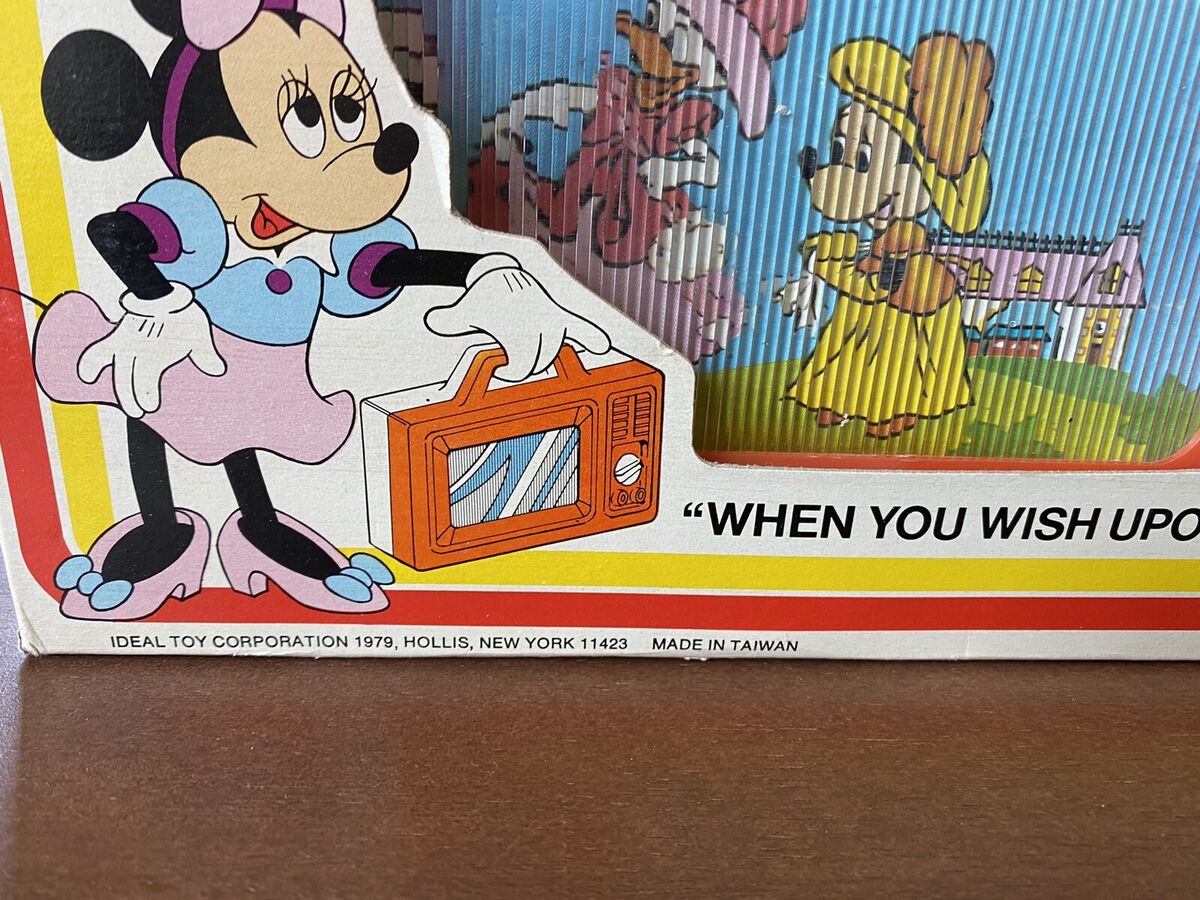 "WHEN YOU WISH UPO
IDEAL TOY CORPORATION 1979, HOLLIS, NEW YORK 11423 MADE IN TAIWAN